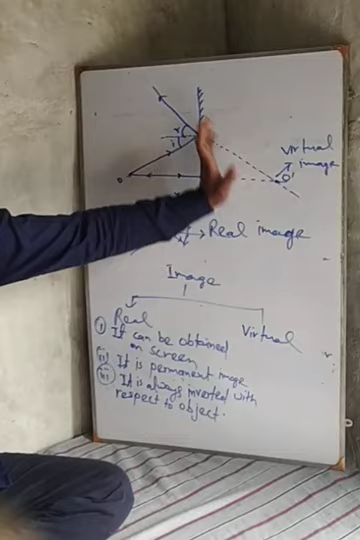 virtual
image
O'
i
O
Real image
Image
Real
Virtual
i) It can be obtained
on screen
ii) It is permanent image
iii) It is always inverted with
respect to object.